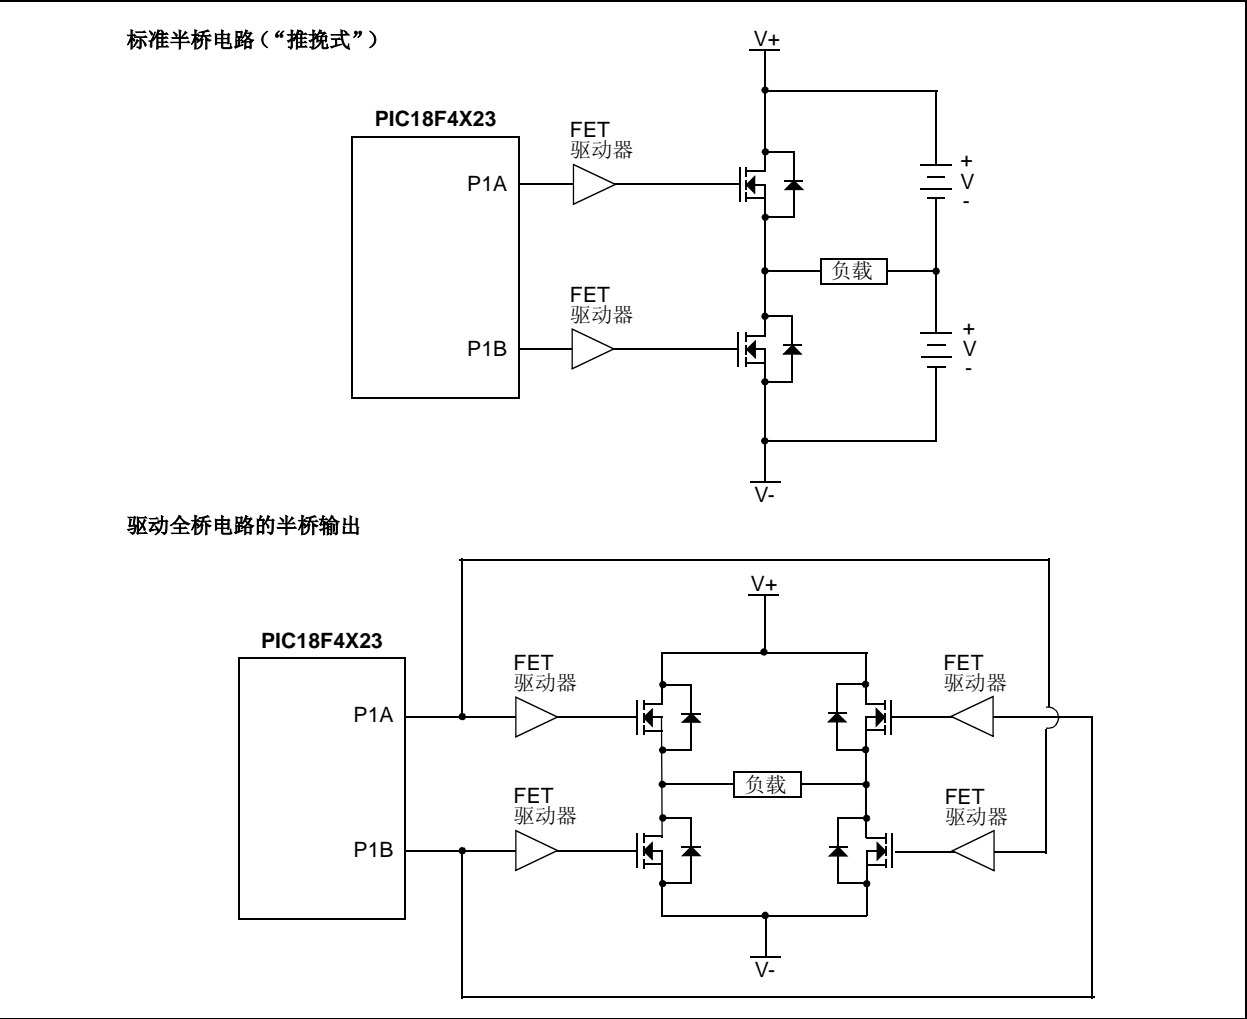 标准半桥电路(“推挽式”)
V+
PIC18F4X23
FET
驱动器
P1A
+
V
-
负载
FET
驱动器
P1B
+
V
-
V-
驱动全桥电路的半桥输出
V+
PIC18F4X23
FET
驱动器
FET
驱动器
P1A
负载
FET
驱动器
FET
驱动器
P1B
V-